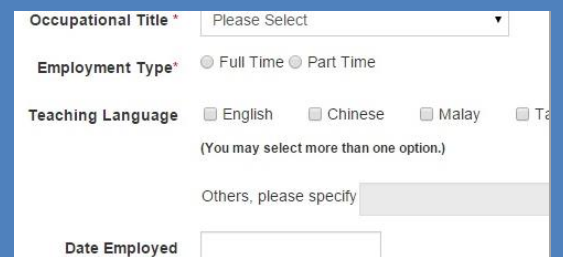 Occupational Title * Please Select
Employment Type* Full Time Part Time
Teaching Language English Chinese Malay
(You may select more than one option.)
Others, please specify
Date Employed